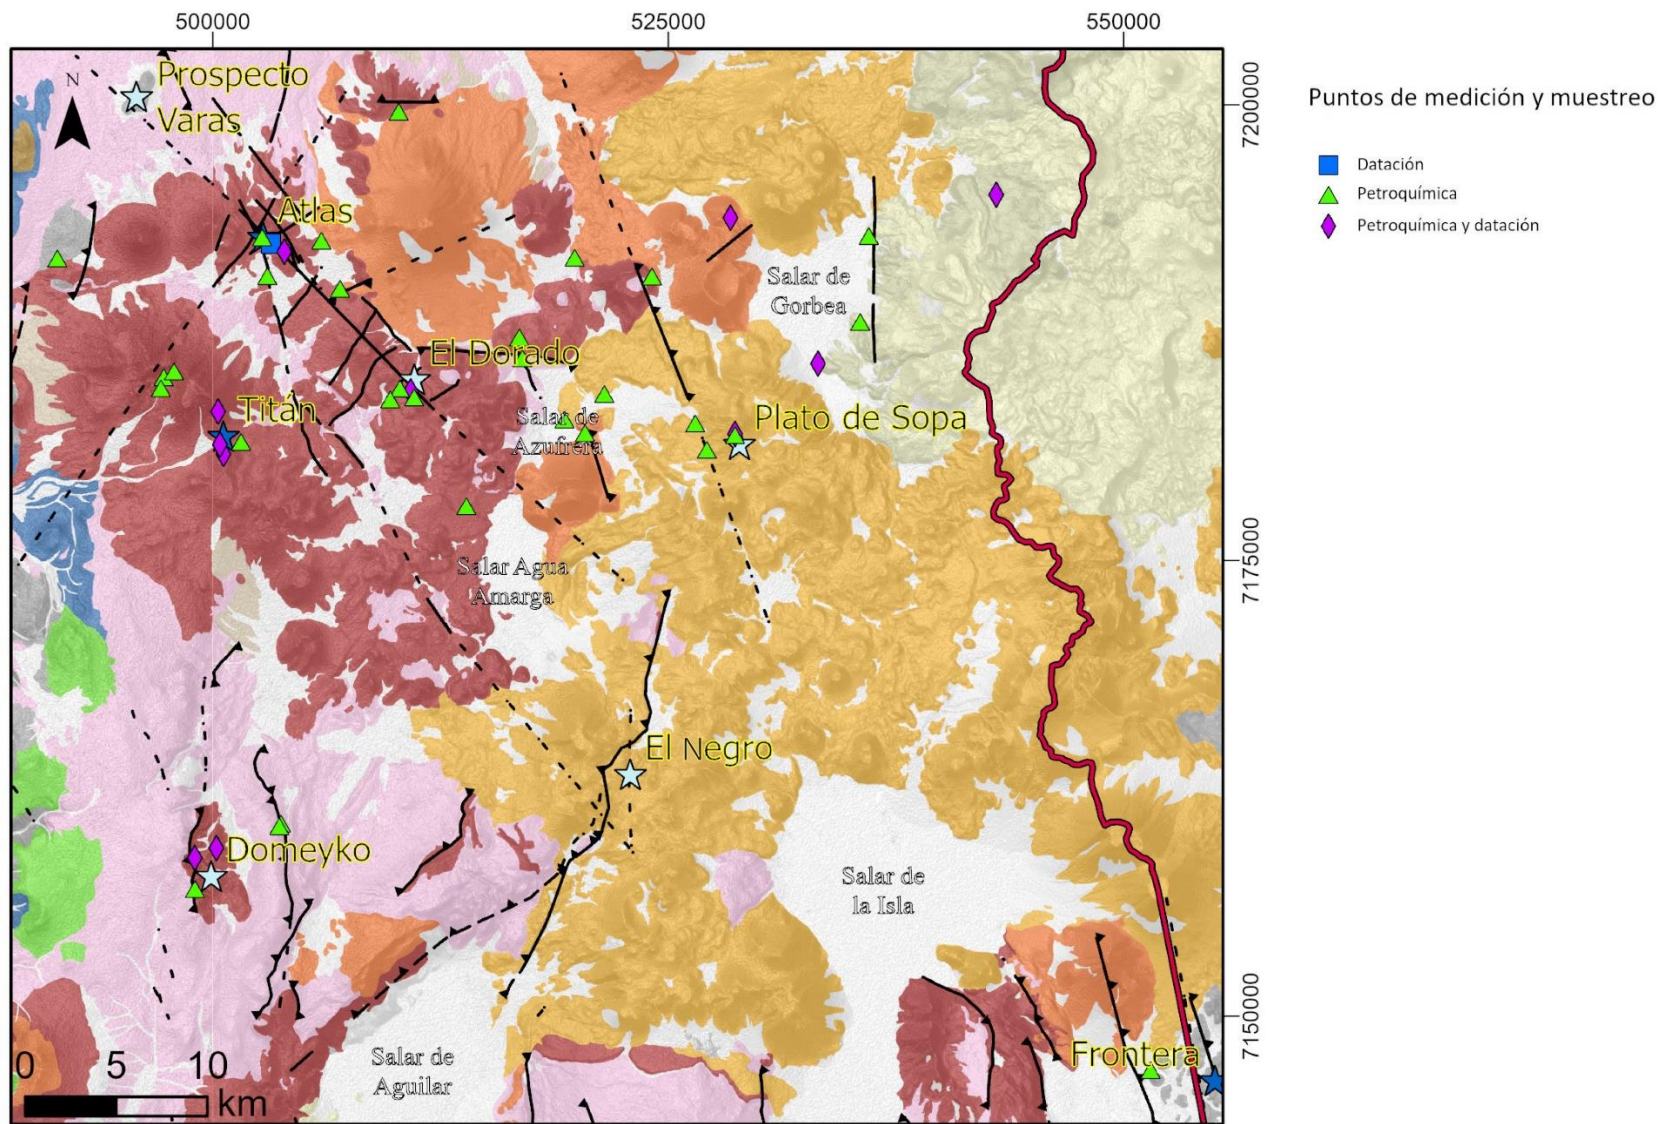 500000
525000
550000
N
Prospecto
Varas
7200000
Puntos de medición y muestreo
Datación
Petroquímica
Petroquímica y datación
Atlas
Salar de
Gorbea
El Dorado
Titán
Salar de
Azufrera
Plato de Sopa
Salar Agua
Amarga
7175000
El Negro
Domeyko
Salar de
la Isla
7150000
Frontera
Salar de
Aguilar
0 5 10
km